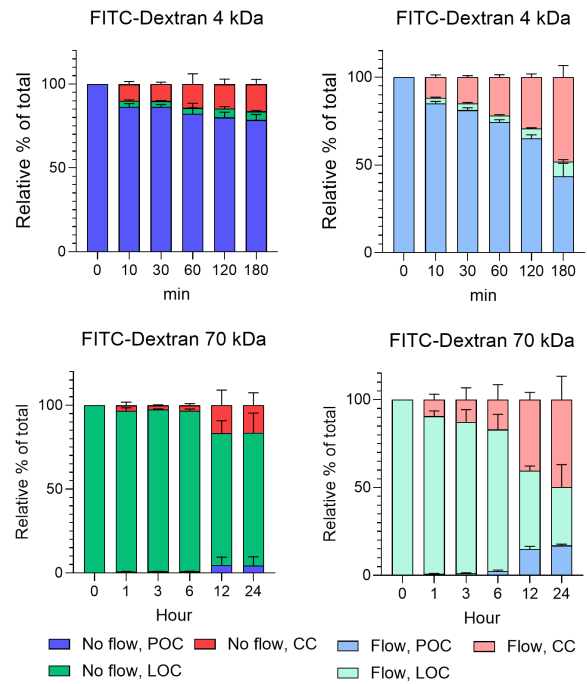 FITC-Dextran 4 kDa
Relative % of total
100
50
0
0 10 30 60 120 180
min
FITC-Dextran 4 kDa
Relative % of total
100
50
0
0 10 30 60 120 180
min
FITC-Dextran 70 kDa
Relative % of total
100
50
0
0 1 3 6 12 24
Hour
FITC-Dextran 70 kDa
Relative % of total
100
50
0
0 1 3 6 12 24
Hour
No flow, POC No flow, CC Flow, POC Flow, CC
No flow, LOC Flow, LOC